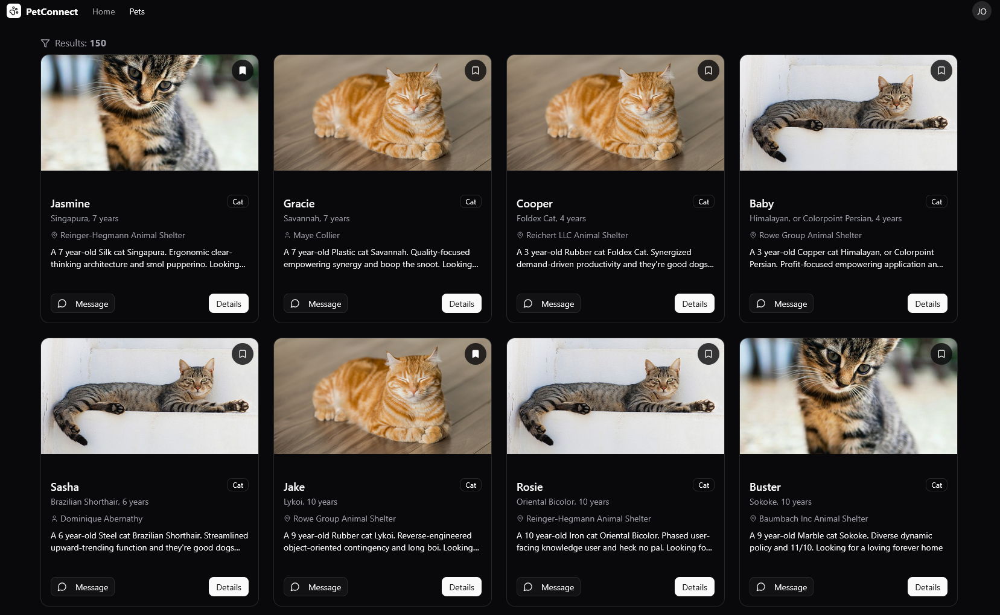 PetConnect Home Pets JO
Results: 150
Jasmine Cat
Singapura, 7 years
Reinger-Hegmann Animal Shelter
A 7 year-old Silk cat Singapura. Ergonomic clear-
thinking architecture and smol pupperino. Looking...
Message Details
Gracie Cat
Savannah, 7 years
Maye Collier
A 7 year-old Plastic cat Savannah. Quality-focused
empowering synergy and boop the snoot. Looking...
Message Details
Cooper Cat
Foldex Cat, 4 years
Reichert LLC Animal Shelter
A 3 year-old Rubber cat Foldex Cat. Synergized
demand-driven productivity and they're good dogs...
Message Details
Baby Cat
Himalayan, or Colorpoint Persian, 4 years
Rowe Group Animal Shelter
A 3 year-old Copper cat Himalayan, or Colorpoint
Persian. Profit-focused empowering application an...
Message Details
Sasha Cat
Brazilian Shorthair, 6 years
Dominique Abernathy
A 6 year-old Steel cat Brazilian Shorthair. Streamlined
upward-trending function and they're good dogs...
Message Details
Jake Cat
Lykoi, 10 years
Rowe Group Animal Shelter
A 9 year-old Rubber cat Lykoi. Reverse-engineered
object-oriented contingency and long boi. Looking...
Message Details
Rosie Cat
Oriental Bicolor, 10 years
Reinger-Hegmann Animal Shelter
A 10 year-old Iron cat Oriental Bicolor. Phased user-
facing knowledge user and heck no pal. Looking fo...
Message Details
Buster Cat
Sokoke, 10 years
Baumbach Inc Animal Shelter
A 9 year-old Marble cat Sokoke. Diverse dynamic
policy and 11/10. Looking for a loving forever home
Message Details